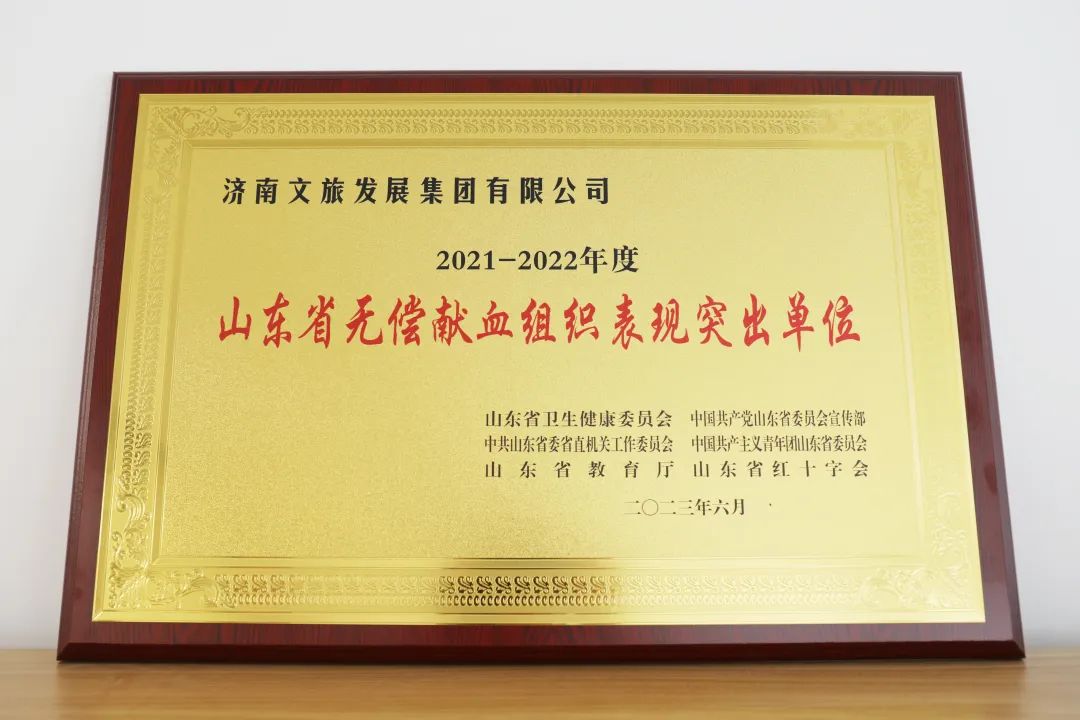 济南文旅发展集团有限公司
2021-2022年度
山东省无偿献血组织表现突出单位
山东省卫生健康委员会 中国共产党山东省委员会宣传部
中共山东省委省直机关工作委员会 中国共产主义青年团山东省委员会
山东省教育厅 山东省红十字会
二〇二三年六月